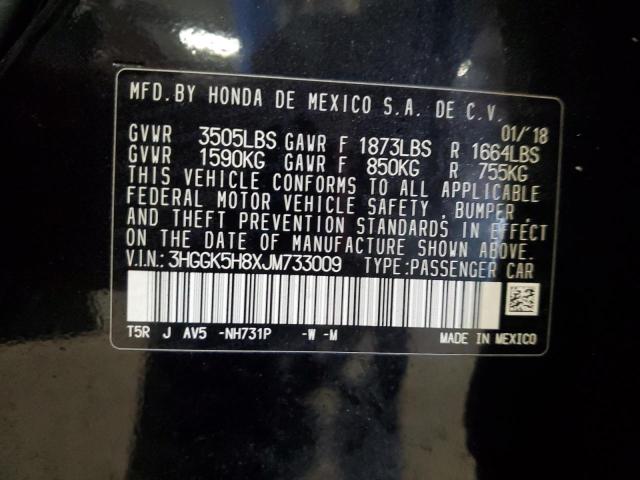 MFD. BY HONDA DE MEXICO S.A. DE C.V.
01/'18
GVWR 3505LBS GAWR F 1873LBS R 1664LBS
GVWR 1590KG GAWR F 850KG R 755KG
THIS VEHICLE CONFORMS TO ALL APPLICABLE
FEDERAL MOTOR VEHICLE SAFETY , BUMPER ,
AND THEFT PREVENTION STANDARDS IN EFFECT
ON THE DATE OF MANUFACTURE SHOWN ABOVE.
V.I.N.: 3HGGK5H8XJM733009 TYPE:PASSENGER CAR
T5R J AV5 -NH731P -W -M
MADE IN MEXICO